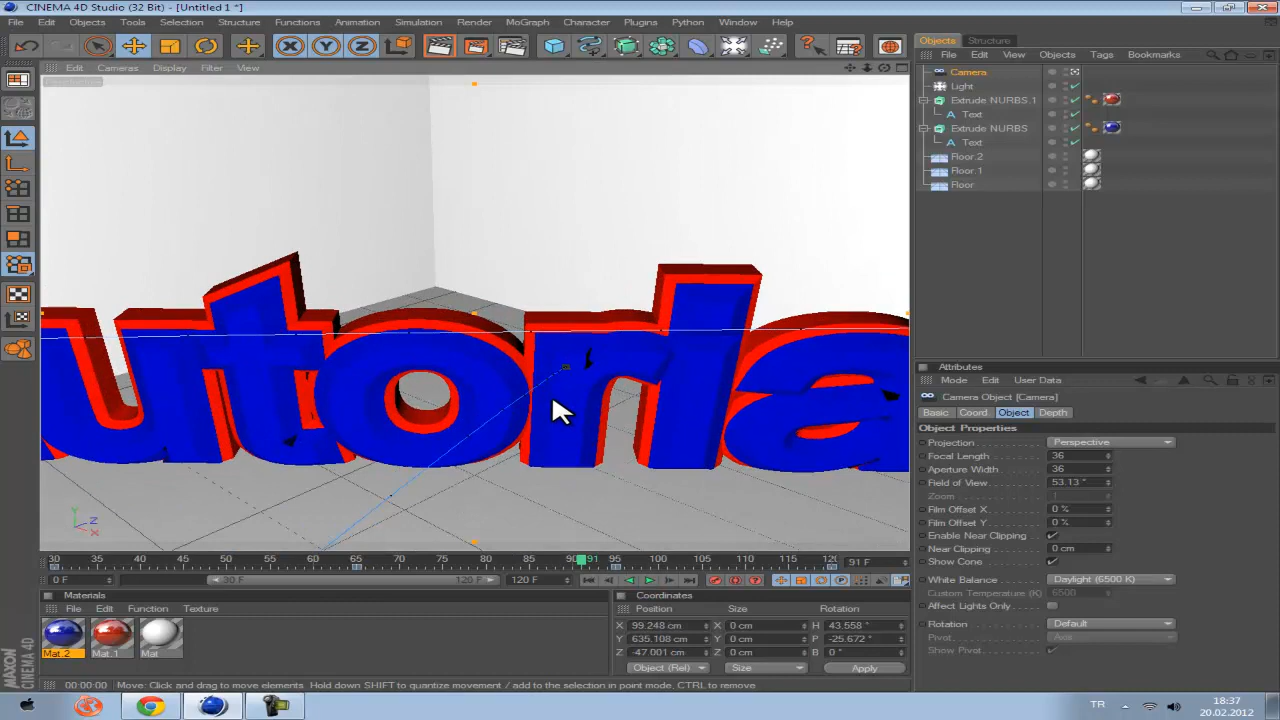 CINEMA 4D Studio (32 Bit) - [Untitled 1 *]
File Edit Objects Tools Selection Structure Functions Animation Simulation Render MoGraph Character Plugins Python Window Help
Objects Structure
File Edit View Objects Tags Bookmarks
Edit Cameras Display Filter View
Camera
Light
Extrude NURBS.1
Text
Extrude NURBS
Text
Floor.2
Floor.1
Floor
utorıa
Attributes
Mode Edit User Data
Camera Object [Camera]
Basic Coord. Object Depth
Object Properties
Projection Perspective
Focal Length 36
Aperture Width 36
Field of View 53.13 °
Zoom 1
Film Offset X 0 %
Film Offset Y 0 %
Enable Near Clipping
Near Clipping 0 cm
Show Cone
White Balance Daylight (6500 K)
Custom Temperature (K) 6500
Affect Lights Only
Rotation Default
Pivot Axis
Show Pivot
30 35 40 45 50 55 60 65 70 75 80 85 90 91 95 100 105 110 115 120 91 F
0 F 30 F 120 F 120 F
Materials
File Edit Function Texture
Mat.2 Mat.1 Mat
Coordinates
Position Size Rotation
X 99.248 cm X 0 cm H 43.558 °
Y 635.108 cm Y 0 cm P -25.672 °
Z -47.001 cm Z 0 cm B 0 °
Object (Rel) Size Apply
MAXON CINEMA 4D
00:00:00 Move: Click and drag to move elements. Hold down SHIFT to quantize movement / add to the selection in point mode, CTRL to remove
TR 18:37
20.02.2012